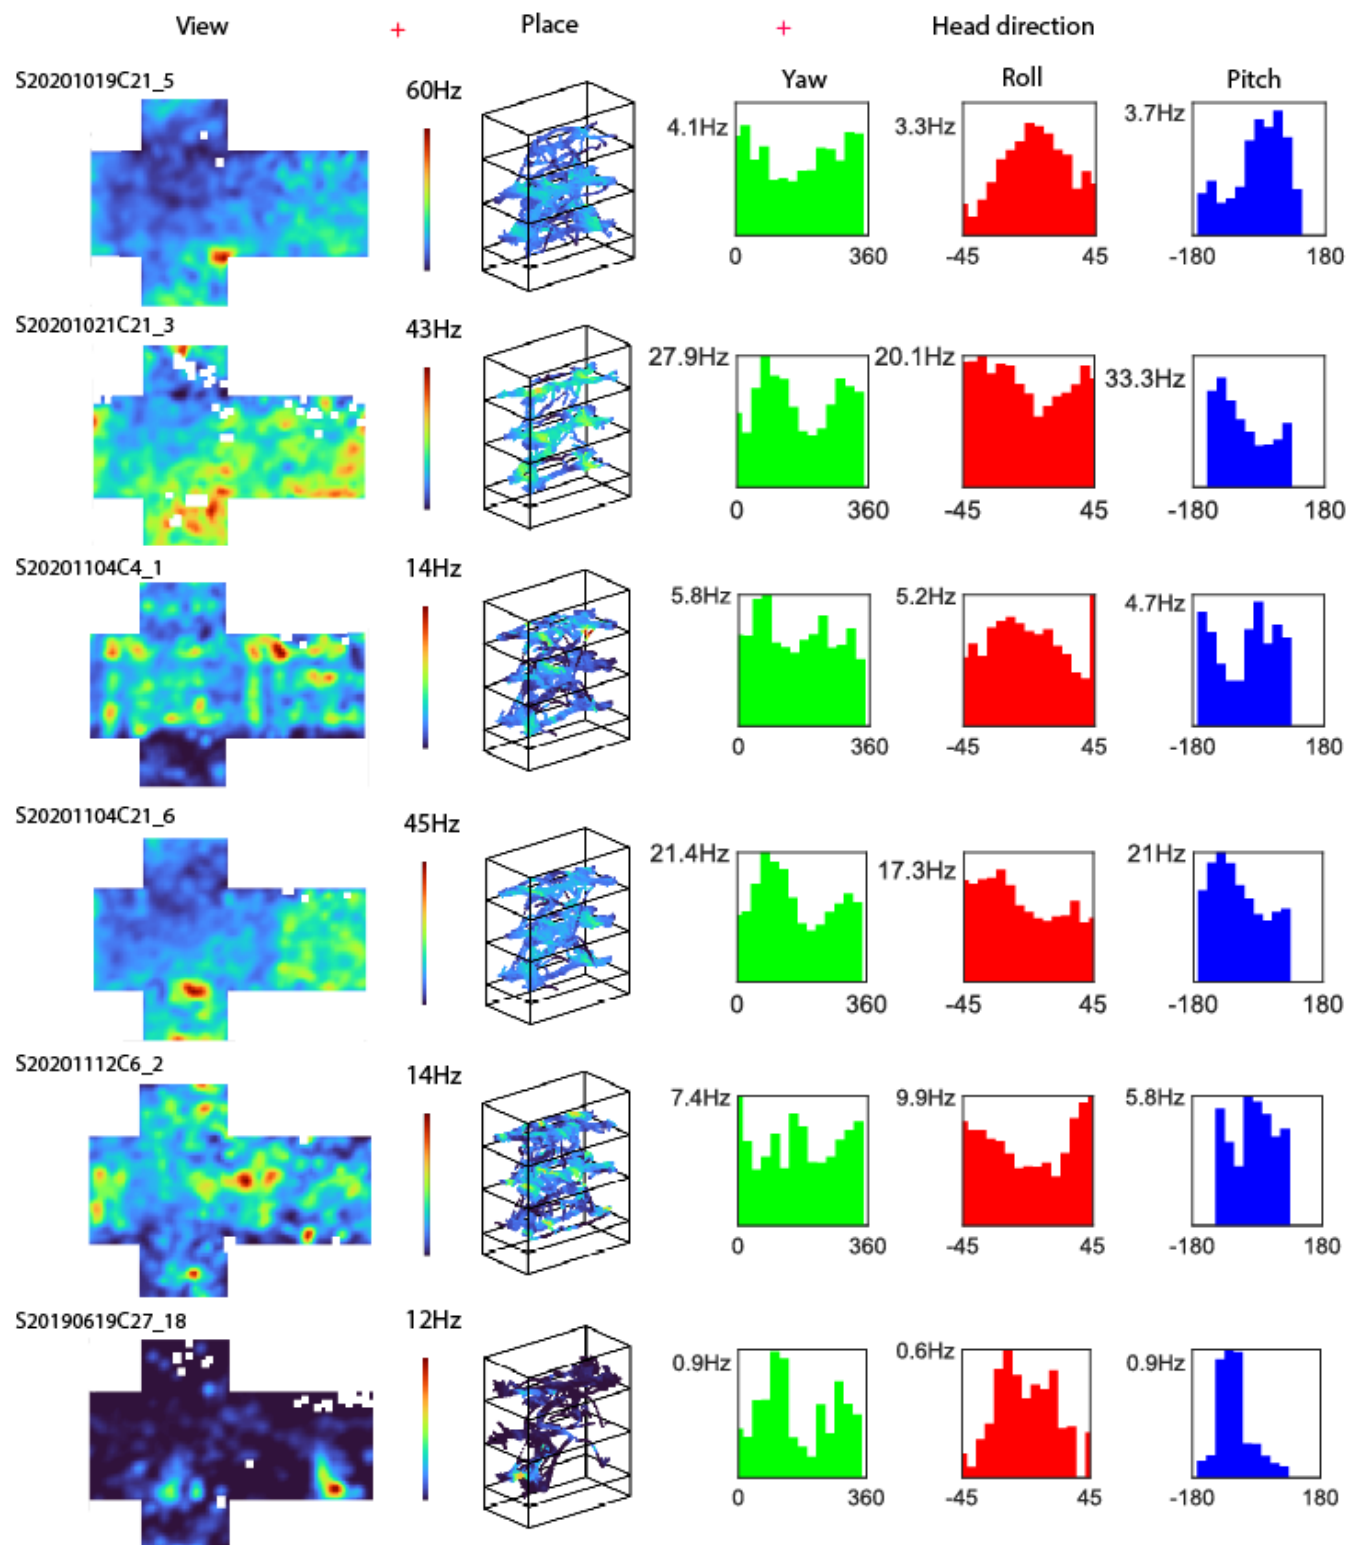 View + Place + Head direction
Yaw Roll Pitch
S20201019C21_5
60Hz 4.1Hz 3.3Hz 3.7Hz
0 360 -45 45 -180 180
S20201021C21_3
43Hz 27.9Hz 20.1Hz 33.3Hz
0 360 -45 45 -180 180
S20201104C4_1
14Hz 5.8Hz 5.2Hz 4.7Hz
0 360 -45 45 -180 180
S20201104C21_6
45Hz 21.4Hz 17.3Hz 21Hz
0 360 -45 45 -180 180
S20201112C6_2
14Hz 7.4Hz 9.9Hz 5.8Hz
0 360 -45 45 -180 180
S20190619C27_18
12Hz 0.9Hz 0.6Hz 0.9Hz
0 360 -45 45 -180 180